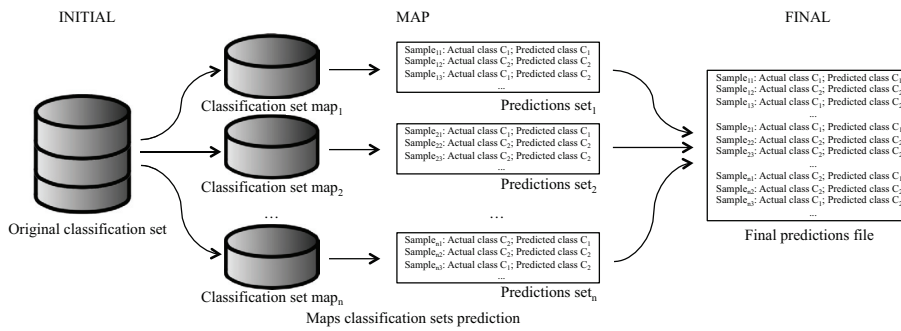 INITIAL
MAP
FINAL
Original classification set
Classification set map₁
Classification set map₂
…
Classification set mapₙ
Sample₁₁: Actual class C₁; Predicted class C₁
Sample₁₂: Actual class C₂; Predicted class C₂
Sample₁₃: Actual class C₁; Predicted class C₂
...
Predictions set₁
Sample₂₁: Actual class C₁; Predicted class C₁
Sample₂₂: Actual class C₂; Predicted class C₂
Sample₂₃: Actual class C₂; Predicted class C₂
...
Predictions set₂
…
Sampleₙ₁: Actual class C₂; Predicted class C₁
Sampleₙ₂: Actual class C₂; Predicted class C₂
Sampleₙ₃: Actual class C₁; Predicted class C₂
...
Predictions setₙ
Maps classification sets prediction
Sample₁₁: Actual class C₁; Predicted class C₁
Sample₁₂: Actual class C₂; Predicted class C₂
Sample₁₃: Actual class C₁; Predicted class C₂
...
Sample₂₁: Actual class C₁; Predicted class C₁
Sample₂₂: Actual class C₂; Predicted class C₂
Sample₂₃: Actual class C₂; Predicted class C₂
...
Sampleₙ₁: Actual class C₂; Predicted class C₁
Sampleₙ₂: Actual class C₂; Predicted class C₂
Sampleₙ₃: Actual class C₁; Predicted class C₂
...
Final predictions file